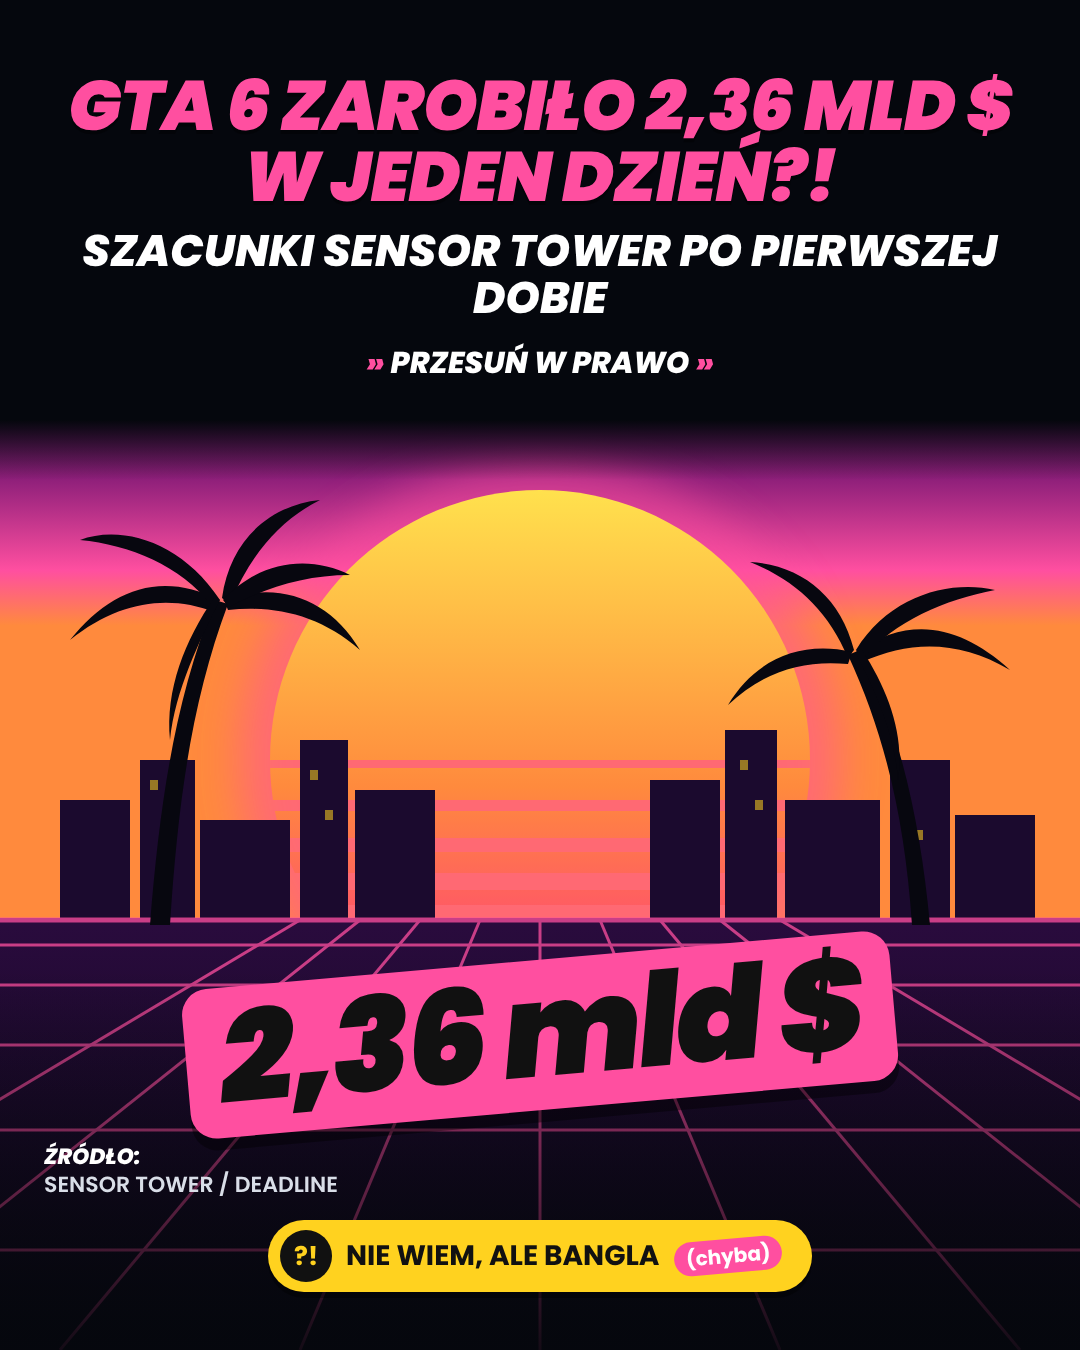 GTA 6 ZAROBIŁO 2,36 MLD $
W JEDEN DZIEŃ?!
SZACUNKI SENSOR TOWER PO PIERWSZEJ
DOBIE
» PRZESUŃ W PRAWO »
2,36 mld $
ŹRÓDŁO:
SENSOR TOWER / DEADLINE
?! NIE WIEM, ALE BANGLA (chyba)